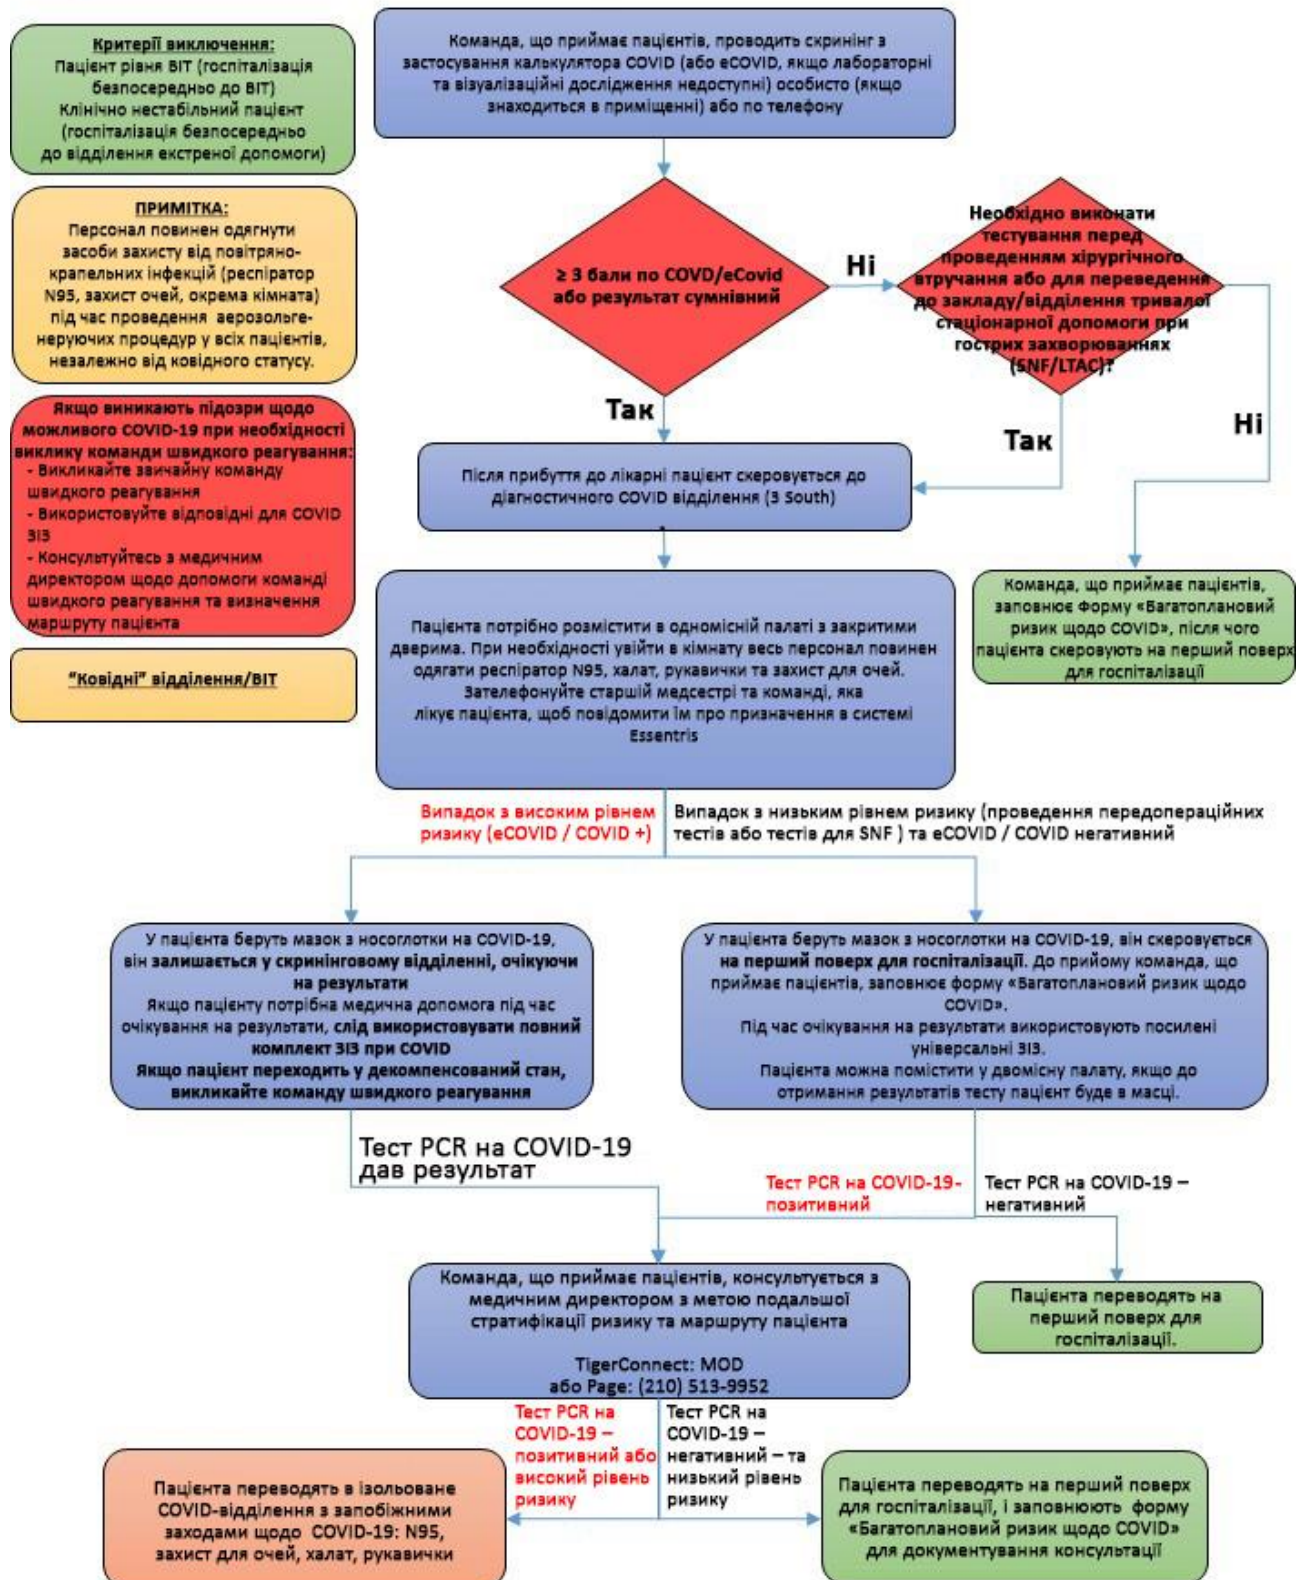 Критерії виключення:
Пацієнт рівня ВІТ (госпіталізація
безпосередньо до ВІТ)
Клінічно нестабільний пацієнт
(госпіталізація безпосередньо
до відділення екстреної допомоги)
ПРИМІТКА:
Персонал повинен одягнути
засоби захисту від повітряно-
крапельних інфекцій (респіратор
N95, захист очей, окрема кімната)
під час проведення аерозольге-
неруючих процедур у всіх пацієнтів,
незалежно від ковідного статусу.
Якщо виникають підозри щодо
можливого COVID-19 при необхідності
виклику команди швидкого реагування:
- Викликайте звичайну команду
швидкого реагування
- Використовуйте відповідні для COVID
ЗІЗ
- Консультуйтесь з медичним
директором щодо допомоги команді
швидкого реагування та визначення
маршруту пацієнта
"Ковідні" відділення/ВІТ
Команда, що приймає пацієнтів, проводить скринінг з
застосування калькулятора COVID (або eCOVID, якщо лабораторні
та візуалізаційні дослідження недоступні) особисто (якщо
знаходиться в приміщенні) або по телефону
≥ 3 бали по COVD/eCovid
або результат сумнівний
Ні
Необхідно виконати
тестування перед
проведенням хірургічного
втручання або для переведення
до закладу/відділення тривалої
стаціонарної допомоги при
гострих захворюваннях
(SNF/LTAC)?
Так
Так
Ні
Після прибуття до лікарні пацієнт скеровується до
діагностичного COVID відділення (3 South)
Команда, що приймає пацієнтів,
заповнює форму «Багатоплановий
ризик щодо COVID», після чого
пацієнта скеровують на перший поверх
для госпіталізації
Пацієнта потрібно розмістити в одномісній палаті з закритими
дверима. При необхідності увійти в кімнату весь персонал повинен
одягати респіратор N95, халат, рукавички та захист для очей.
Зателефонуйте старшій медсестрі та команді, яка
лікує пацієнта, щоб повідомити їм про призначення в системі
Essentris
Випадок з високим рівнем
ризику (eCOVID / COVID +)
Випадок з низьким рівнем ризику (проведення передопераційних
тестів або тестів для SNF ) та eCOVID / COVID негативний
У пацієнта беруть мазок з носоглотки на COVID-19,
він залишається у скринінговому відділенні, очікуючи
на результати
Якщо пацієнту потрібна медична допомога під час
очікування на результати, слід використовувати повний
комплект ЗІЗ при COVID
Якщо пацієнт переходить у декомпенсований стан,
викликайте команду швидкого реагування
У пацієнта беруть мазок з носоглотки на COVID-19, він скеровується
на перший поверх для госпіталізації. До прийому команда, що
приймає пацієнтів, заповнює форму «Багатоплановий ризик щодо
COVID».
Під час очікування на результати використовують посилені
універсальні ЗІЗ.
Пацієнта можна помістити у двомісну палату, якщо до
отримання результатів тесту пацієнт буде в масці.
Тест PCR на COVID-19
дав результат
Тест PCR на COVID-19-
позитивний
Тест PCR на COVID-19 –
негативний
Команда, що приймає пацієнтів, консультується з
медичним директором з метою подальшої
стратифікації ризику та маршруту пацієнта
TigerConnect: MOD
або Page: (210) 513-9952
Пацієнта переводять на
перший поверх для
госпіталізації.
Тест PCR на
COVID-19 –
позитивний або
високий рівень
ризику
Тест PCR на
COVID-19 –
негативний – та
низький рівень
ризику
Пацієнта переводять в ізольоване
COVID-відділення з запобіжними
заходами щодо COVID-19: N95,
захист для очей, халат, рукавички
Пацієнта переводять на перший поверх
для госпіталізації, і заповнюють форму
«Багатоплановий ризик щодо COVID»
для документування консультації